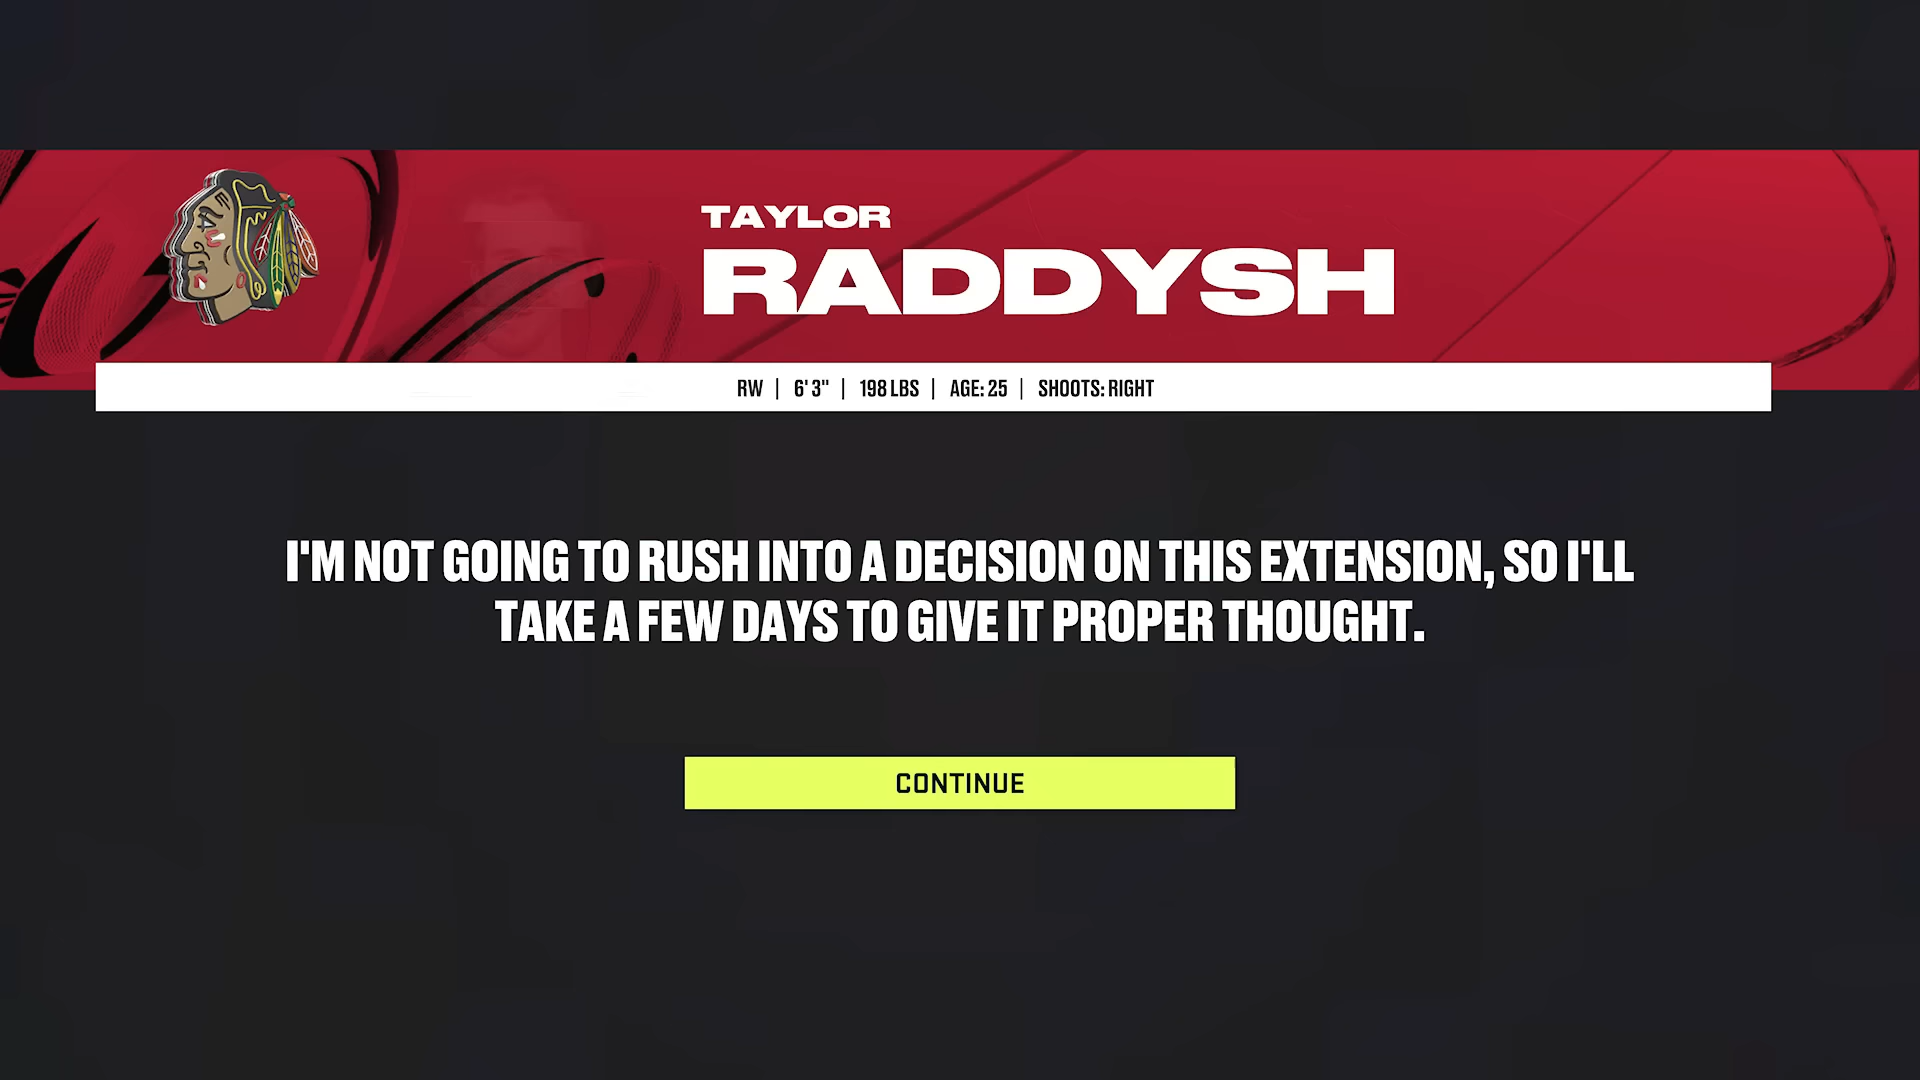 TAYLOR
RADDYSH
RW | 6' 3" | 198 LBS | AGE: 25 | SHOOTS: RIGHT
I'M NOT GOING TO RUSH INTO A DECISION ON THIS EXTENSION, SO I'LL
TAKE A FEW DAYS TO GIVE IT PROPER THOUGHT.
CONTINUE